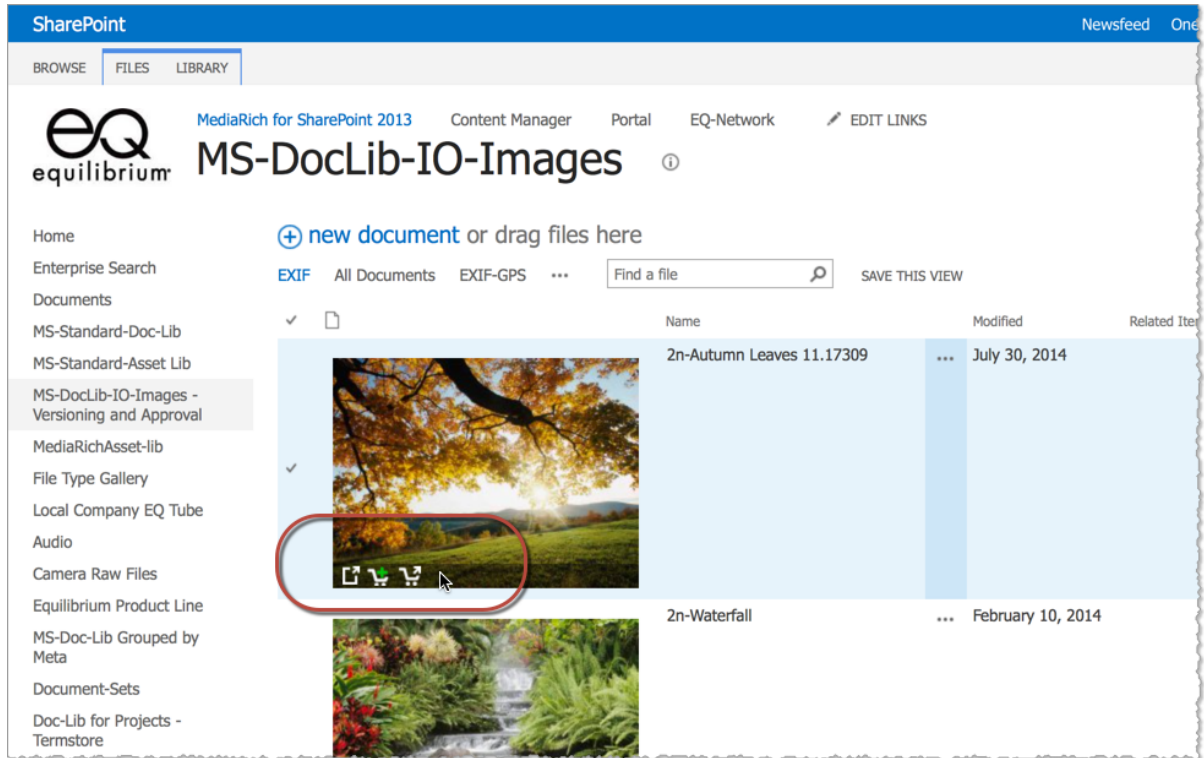 SharePoint
Newsfeed
BROWSE FILES LIBRARY
MediaRich for SharePoint 2013 Content Manager Portal EQ-Network EDIT LINKS
eQ
equilibrium
MS-DocLib-IO-Images
Home
Enterprise Search
Documents
MS-Standard-Doc-Lib
MS-Standard-Asset Lib
MS-DocLib-IO-Images -
Versioning and Approval
MediaRichAsset-lib
File Type Gallery
Local Company EQ Tube
Audio
Camera Raw Files
Equilibrium Product Line
MS-Doc-Lib Grouped by
Meta
Document-Sets
Doc-Lib for Projects -
Termstore
new document or drag files here
EXIF All Documents EXIF-GPS ••• Find a file SAVE THIS VIEW
Name Modified Related
2n-Autumn Leaves 11.17309 ••• July 30, 2014
2n-Waterfall ••• February 10, 2014